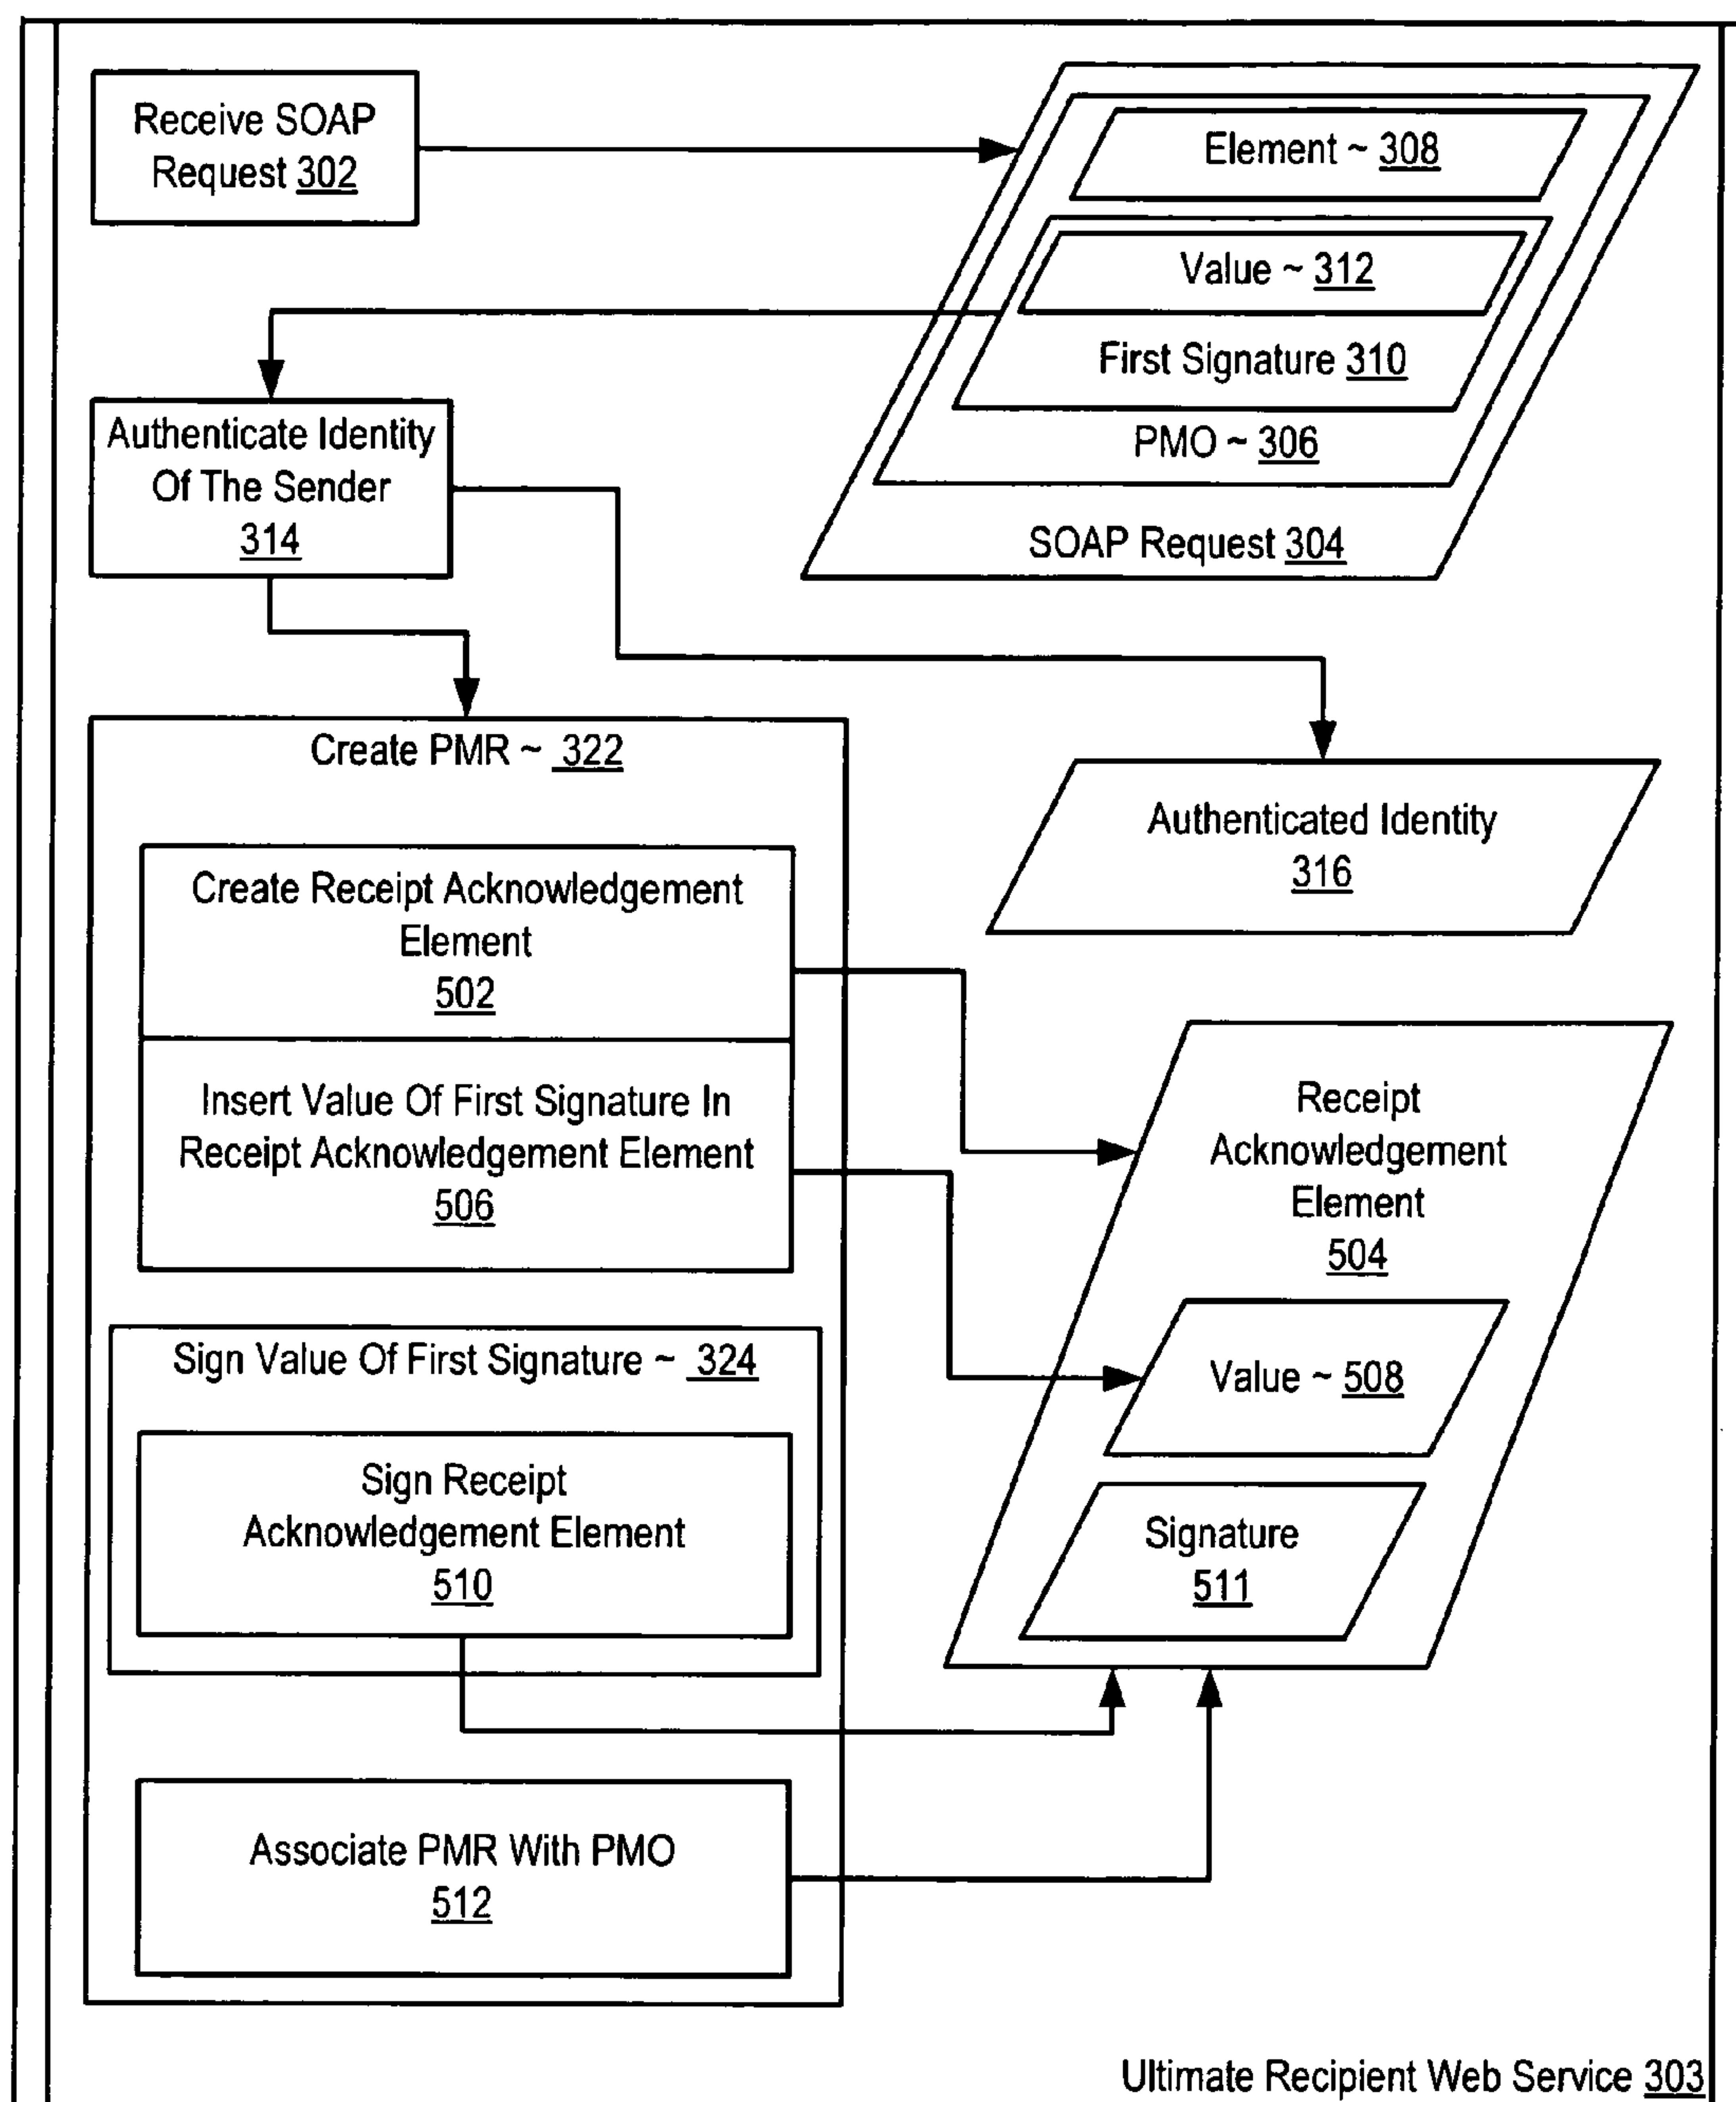 Receive SOAP
Request 302
Element ~ 308
Value ~ 312
First Signature 310
PMO ~ 306
SOAP Request 304
Authenticate Identity
Of The Sender
314
Create PMR ~ 322
Authenticated Identity
316
Create Receipt Acknowledgement
Element
502
Insert Value Of First Signature In
Receipt Acknowledgement Element
506
Receipt
Acknowledgement
Element
504
Value ~ 508
Signature
511
Sign Value Of First Signature ~ 324
Sign Receipt
Acknowledgement Element
510
Associate PMR With PMO
512
Ultimate Recipient Web Service 303